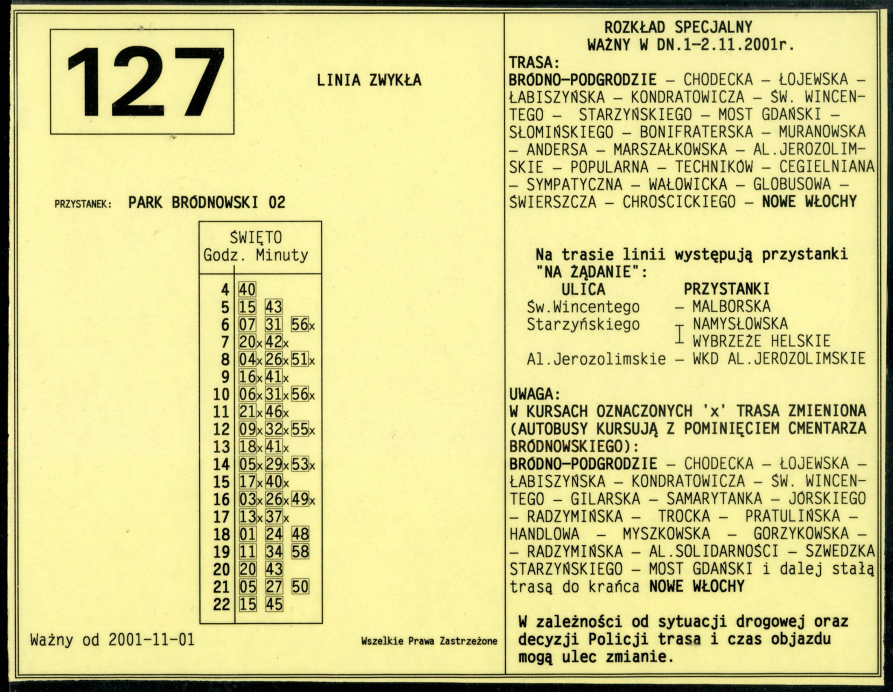 127
LINIA ZWYKŁA
PRZYSTANEK: PARK BRÓDNOWSKI 02
ŚWIĘTO
Godz. Minuty
4 40
5 15 43
6 07 31 56x
7 20x 42x
8 04x 26x 51x
9 16x 41x
10 06x 31x 56x
11 21x 46x
12 09x 32x 55x
13 18x 41x
14 05x 29x 53x
15 17x 40x
16 03x 26x 49x
17 13x 37x
18 01 24 48
19 11 34 58
20 20 43
21 05 27 50
22 15 45
Ważny od 2001-11-01
Wszelkie Prawa Zastrzeżone
ROZKŁAD SPECJALNY
WAŻNY W DN.1–2.11.2001r.
TRASA:
BRÓDNO–PODGRODZIE – CHODECKA – ŁOJEWSKA –
ŁABISZYŃSKA – KONDRATOWICZA – ŚW. WINCEN-
TEGO – STARZYŃSKIEGO – MOST GDAŃSKI –
SŁOMIŃSKIEGO – BONIFRATERSKA – MURANOWSKA
– ANDERSA – MARSZAŁKOWSKA – AL.JEROZOLIM-
SKIE – POPULARNA – TECHNIKÓW – CEGIELNIANA
– SYMPATYCZNA – WAŁOWICKA – GLOBUSOWA –
ŚWIERSZCZA – CHROŚCICKIEGO – NOWE WŁOCHY
Na trasie linii występują przystanki
"NA ŻĄDANIE":
ULICA PRZYSTANKI
Św.Wincentego – MALBORSKA
Starzyńskiego NAMYSŁOWSKA
WYBRZEŻE HELSKIE
Al.Jerozolimskie – WKD AL.JEROZOLIMSKIE
UWAGA:
W KURSACH OZNACZONYCH 'x' TRASA ZMIENIONA
(AUTOBUSY KURSUJĄ Z POMINIĘCIEM CMENTARZA
BRÓDNOWSKIEGO):
BRÓDNO–PODGRODZIE – CHODECKA – ŁOJEWSKA –
ŁABISZYŃSKA – KONDRATOWICZA – ŚW. WINCEN-
TEGO – GILARSKA – SAMARYTANKA – JÓRSKIEGO
– RADZYMIŃSKA – TROCKA – PRATULIŃSKA –
HANDLOWA – MYSZKOWSKA – GORZYKOWSKA –
– RADZYMIŃSKA – AL.SOLIDARNOŚCI – SZWEDZKA
STARZYŃSKIEGO – MOST GDAŃSKI i dalej stałą
trasą do krańca NOWE WŁOCHY
W zależności od sytuacji drogowej oraz
decyzji Policji trasa i czas objazdu
mogą ulec zmianie.